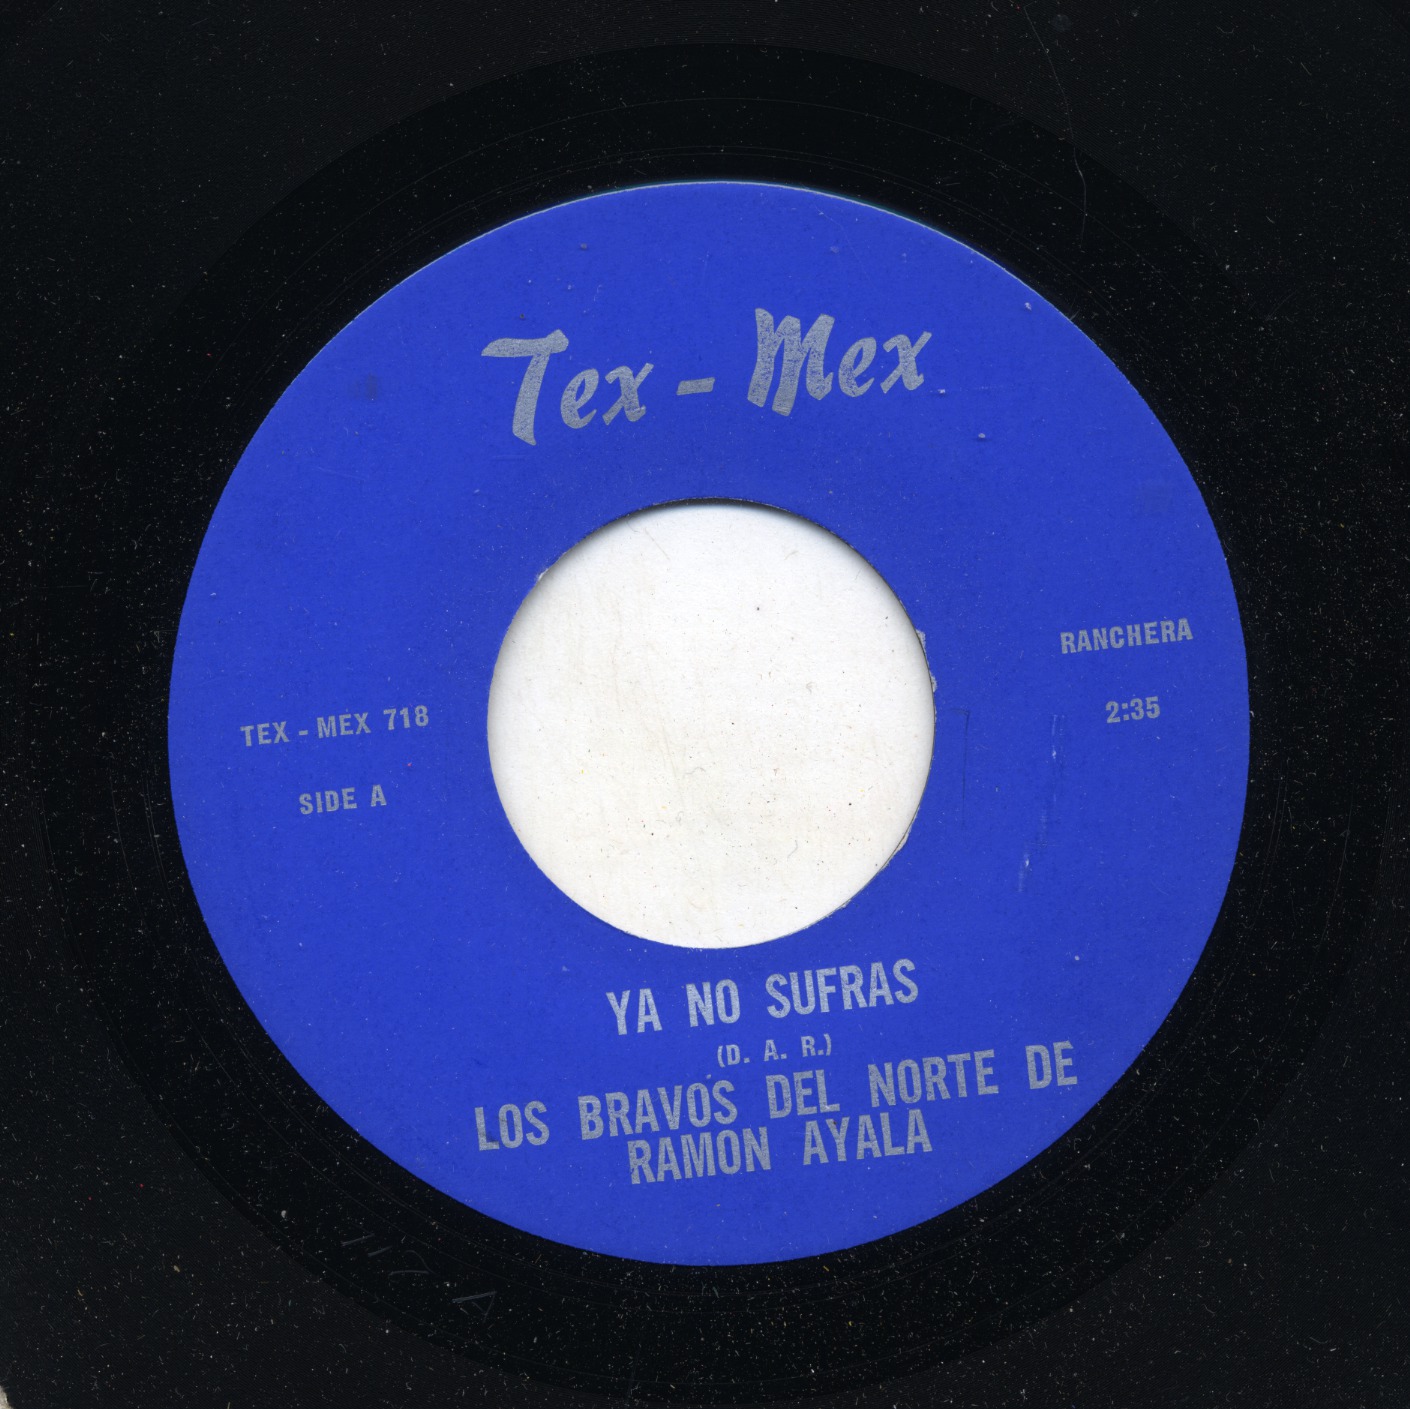 Tex - Mex
RANCHERA
2:35
TEX - MEX 718
SIDE A
YA NO SUFRAS
(D. A. R.)
LOS BRAVOS DEL NORTE DE
RAMON AYALA